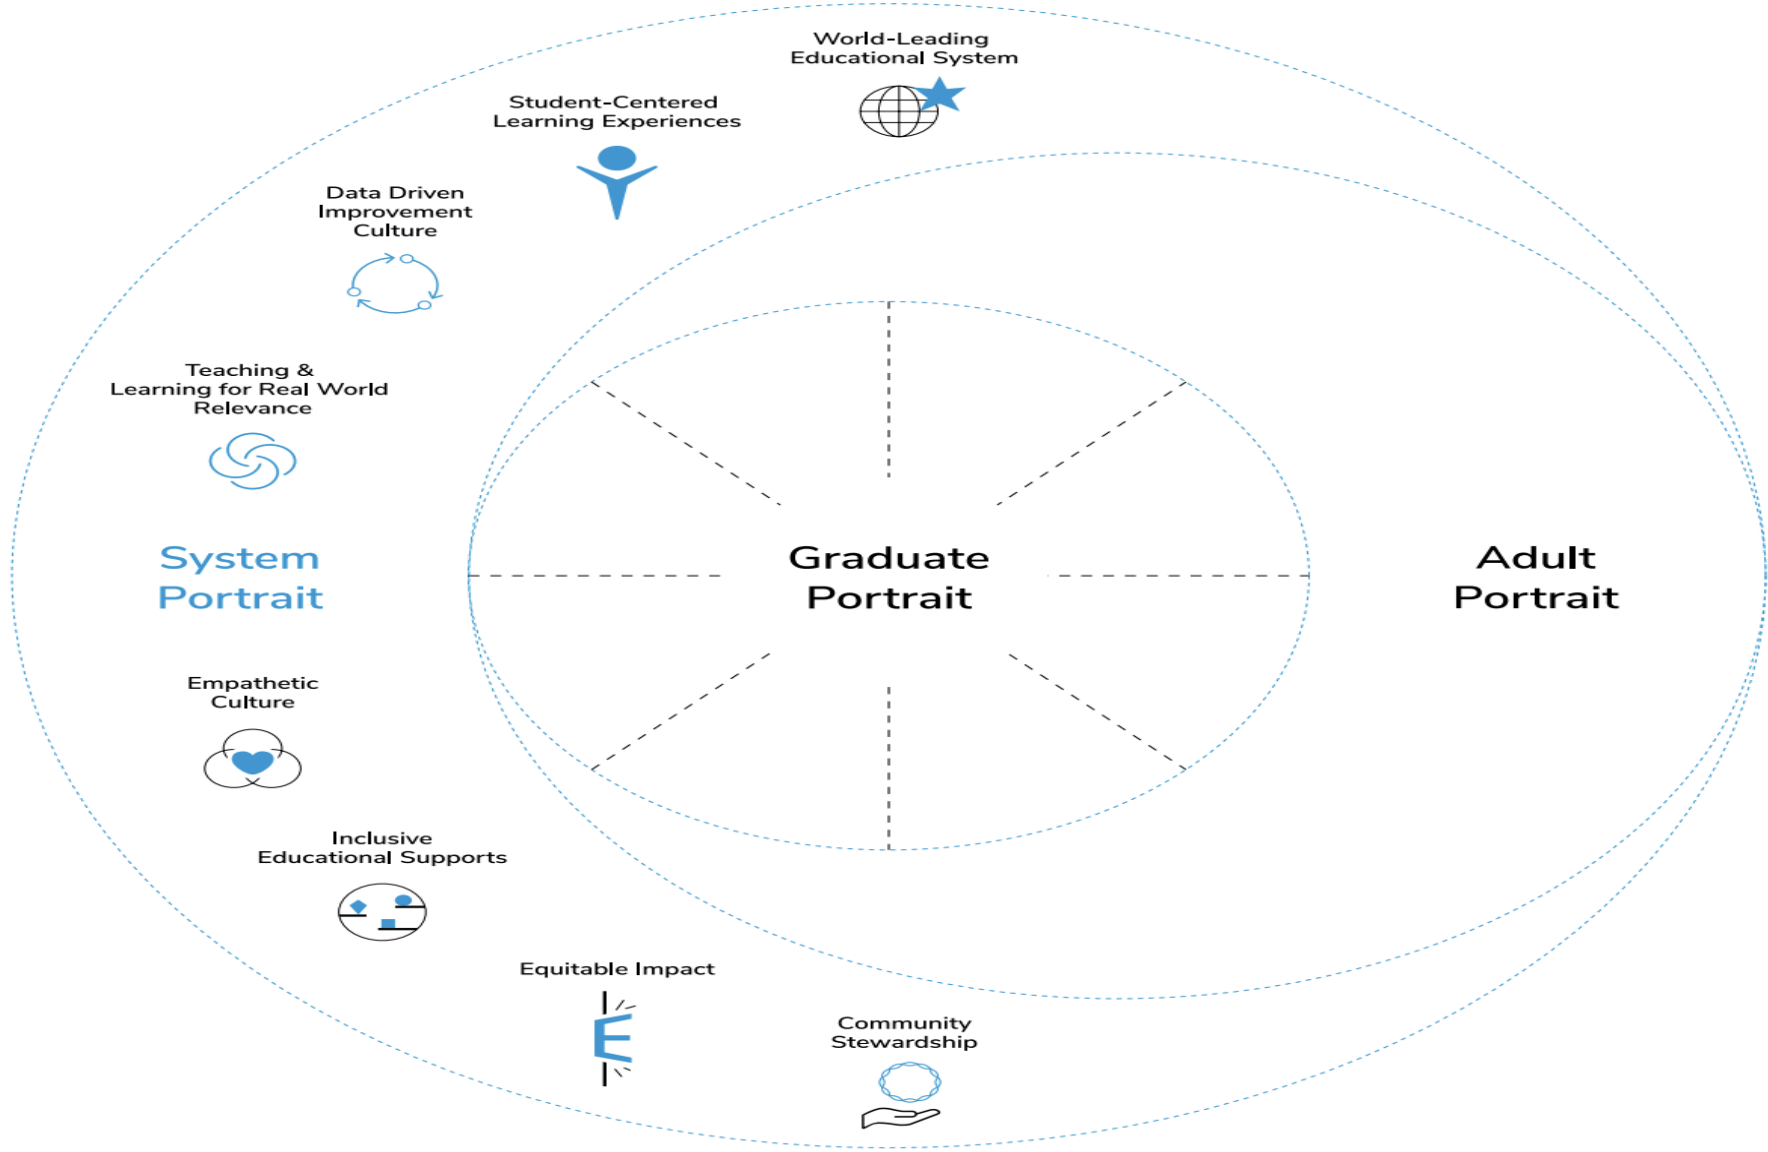 World-Leading
Educational System
Student-Centered
Learning Experiences
Data Driven
Improvement
Culture
Teaching &
Learning for Real World
Relevance
System
Portrait
Graduate
Portrait
Adult
Portrait
Empathetic
Culture
Inclusive
Educational Supports
Equitable Impact
Community
Stewardship